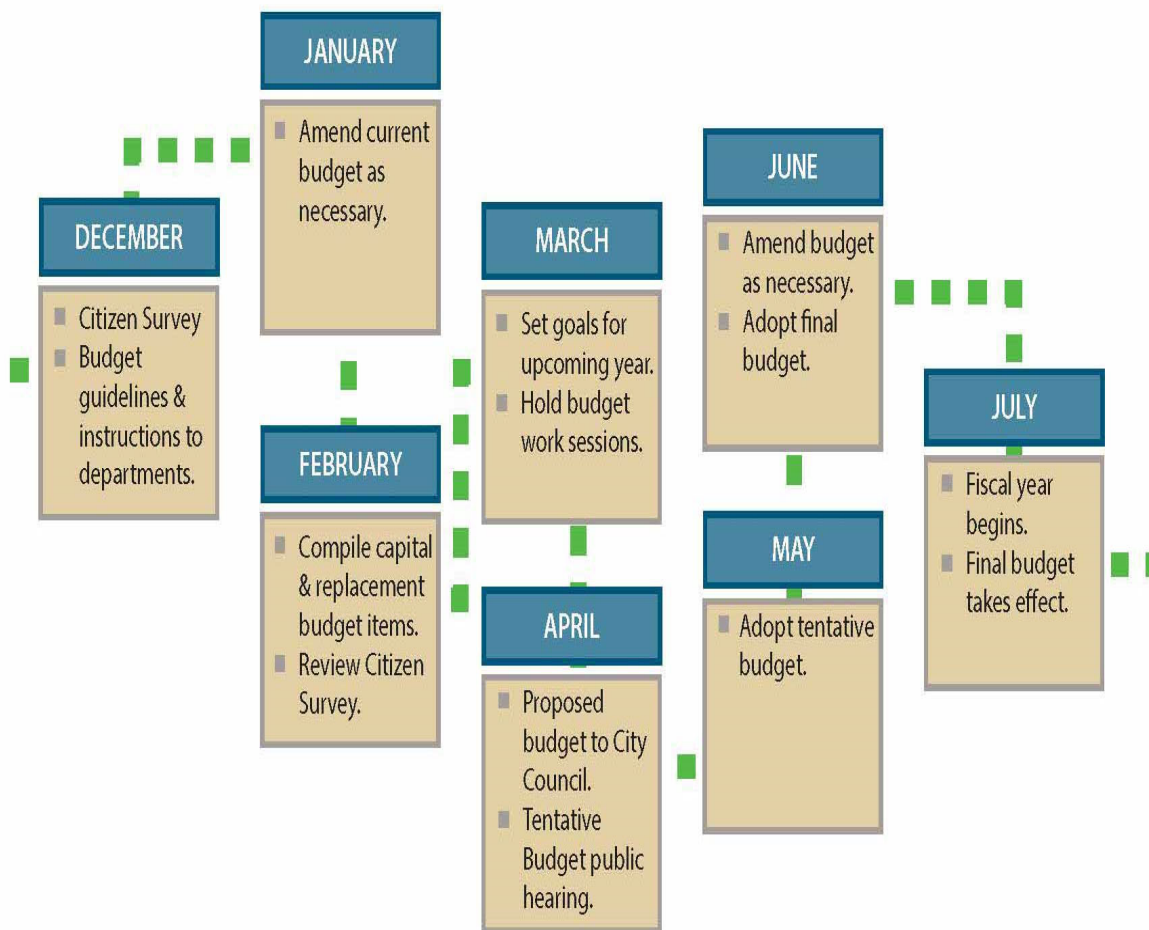 DECEMBER
Citizen Survey
Budget
guidelines &
instructions to
departments.
JANUARY
Amend current
budget as
necessary.
FEBRUARY
Compile capital
& replacement
budget items.
Review Citizen
Survey.
MARCH
Set goals for
upcoming year.
Hold budget
work sessions.
APRIL
Proposed
budget to City
Council.
Tentative
Budget public
hearing.
MAY
Adopt tentative
budget.
JUNE
Amend budget
as necessary.
Adopt final
budget.
JULY
Fiscal year
begins.
Final budget
takes effect.